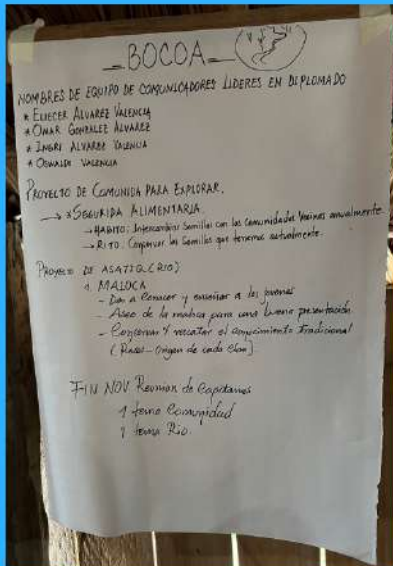 BOCOA
NOMBRES DE EQUIPO DE COMUNICADORES LIDERES EN DIPLOMADO
* ELIECER ALVAREZ VALENCIA
* OMAR GONZALEZ ALVAREZ
* INGRI ALVAREZ VALENCIA
* OSWALDO VALENCIA
PROYECTO DE COMUNIDA PARA EXPLORAR.
→ * SEGURIDA ALIMENTARIA.
→ HABITO: Intercambiar Semillas con las Comunidades Vecinas anualmente.
→ RITO: Conservar las Semillas que tenemos actualmente.
PROYECTO DE ASATIQ (RIO)
1. MALOCA
- Dar a Conocer y enseñar a los jovenes
- Aseo de la maloca para una buena presentación
- Conservar Y rescatar el conocimiento Tradicional
( - Origen de cada Clan)
FIN NOV Reunion de Capitanes
1 tema Comunidad
1 tema Rio.